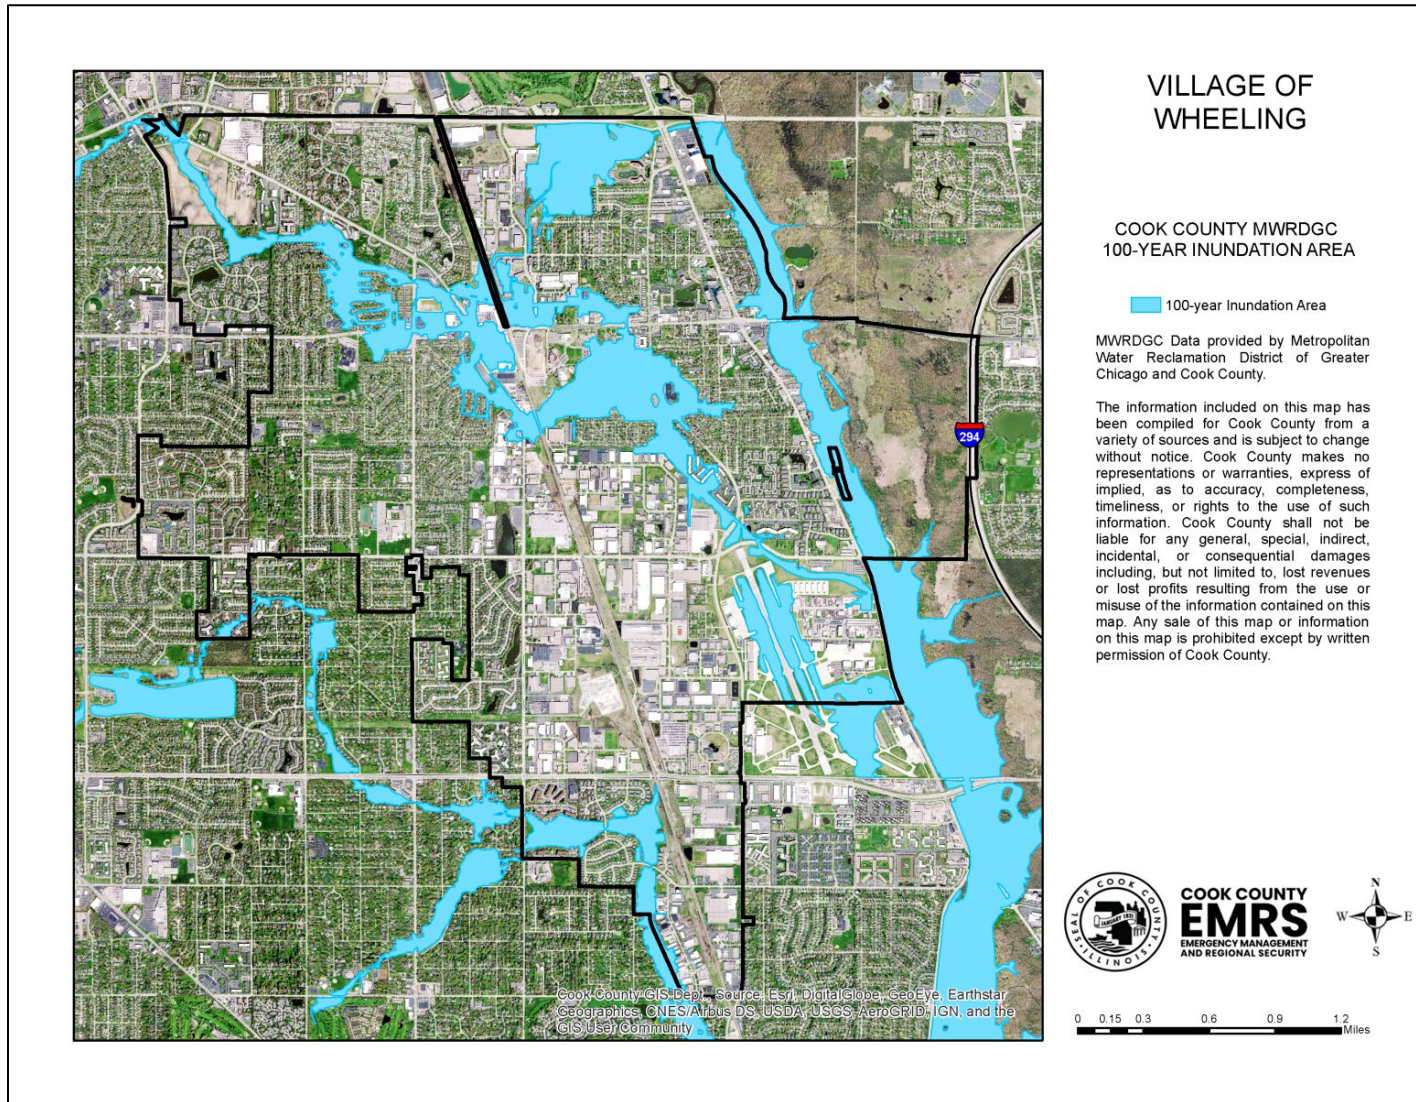 VILLAGE OF
WHEELING
COOK COUNTY MWRDGC
100-YEAR INUNDATION AREA
100-year Inundation Area
MWRDGC Data provided by Metropolitan
Water Reclamation District of Greater
Chicago and Cook County.
The information included on this map has
been compiled for Cook County from a
variety of sources and is subject to change
without notice. Cook County makes no
representations or warranties, express of
implied, as to accuracy, completeness,
timeliness, or rights to the use of such
information. Cook County shall not be
liable for any general, special, indirect,
incidental, or consequential damages
including, but not limited to, lost revenues
or lost profits resulting from the use or
misuse of the information contained on this
map. Any sale of this map or information
on this map is prohibited except by written
permission of Cook County.
294
SEAL OF COOK COUNTY
JANUARY 1831
ILLINOIS
COOK COUNTY
EMRS
EMERGENCY MANAGEMENT
AND REGIONAL SECURITY
N
W E
S
0 0.15 0.3 0.6 0.9 1.2
Miles
Cook County GIS Dept., Source: Esri, DigitalGlobe, GeoEye, Earthstar
Geographics, CNES/Airbus DS, USDA, USGS, AeroGRID, IGN, and the
GIS User Community